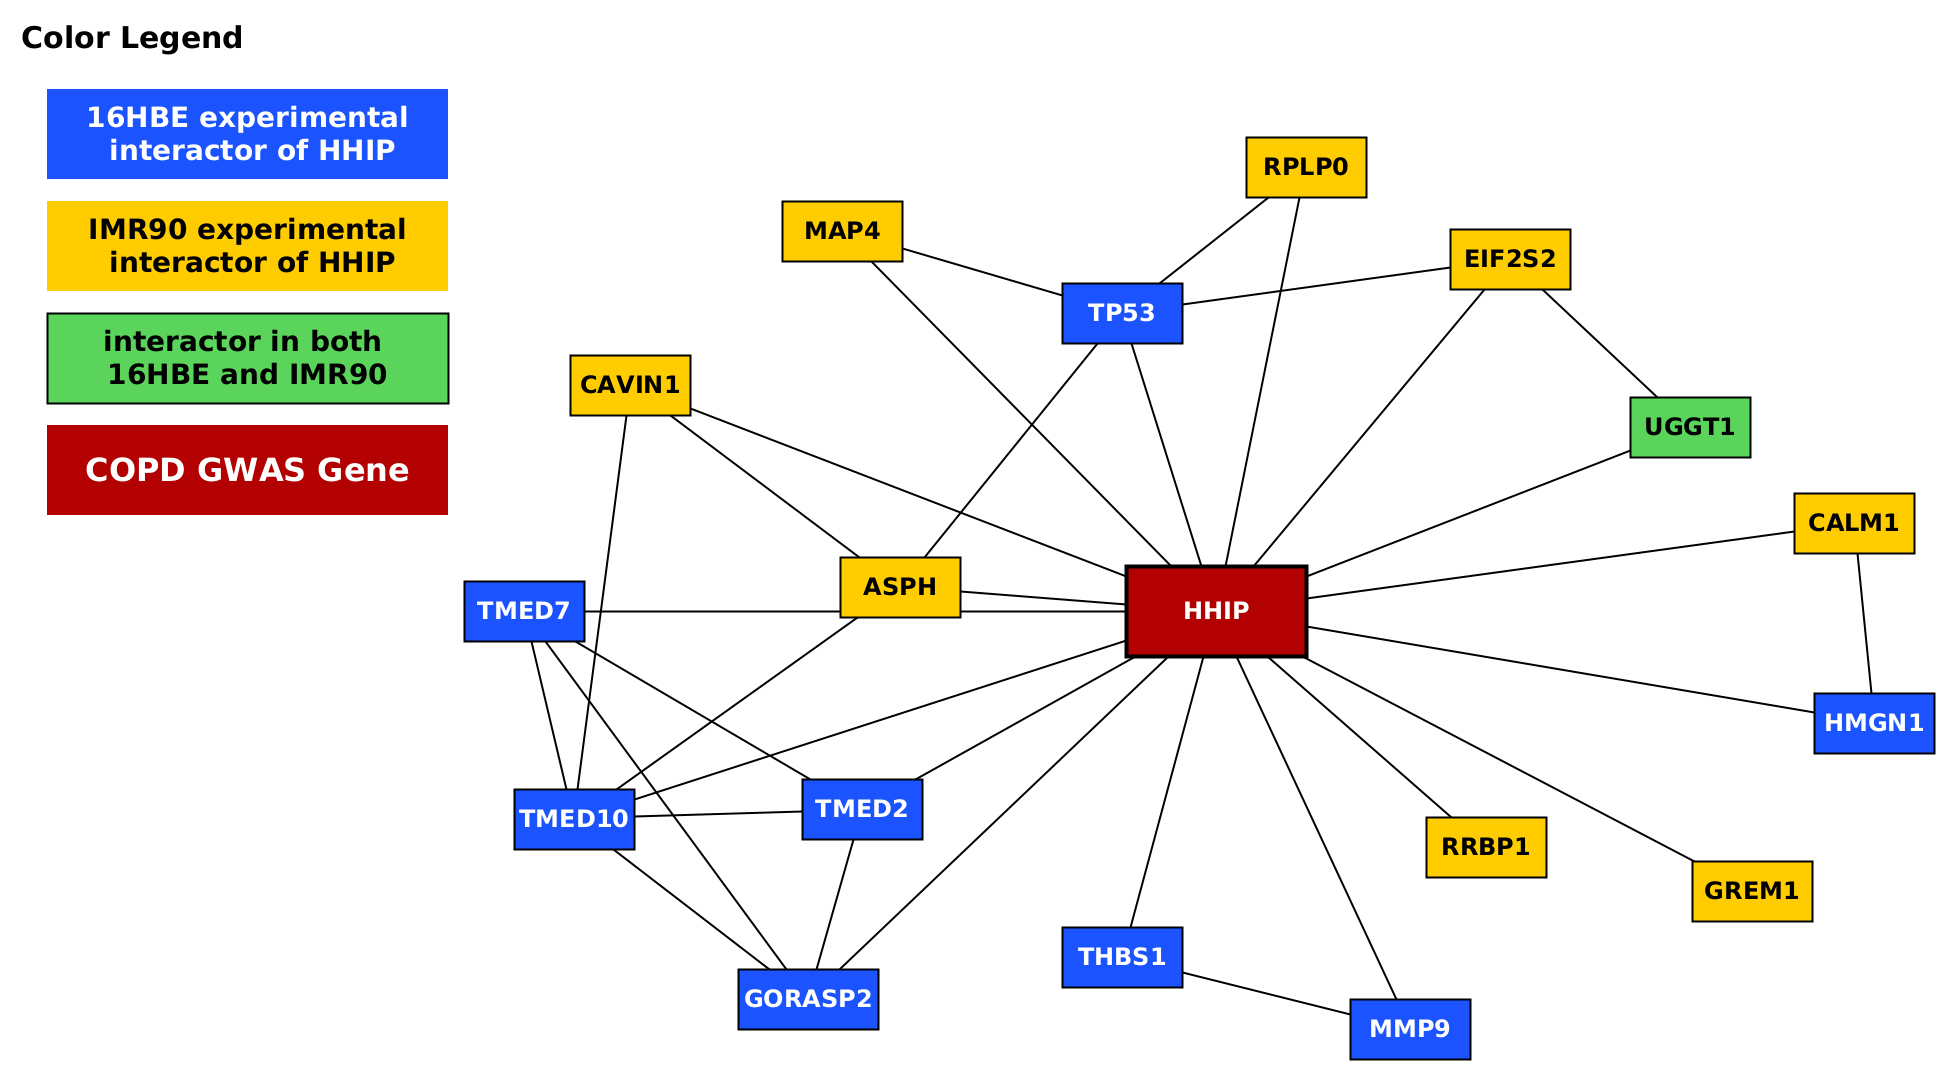 Color Legend
16HBE experimental
interactor of HHIP
IMR90 experimental
interactor of HHIP
interactor in both
16HBE and IMR90
COPD GWAS Gene
RPLP0
MAP4
EIF2S2
TP53
CAVIN1
UGGT1
CALM1
ASPH
TMED7
HHIP
HMGN1
TMED10
TMED2
RRBP1
GREM1
THBS1
GORASP2
MMP9